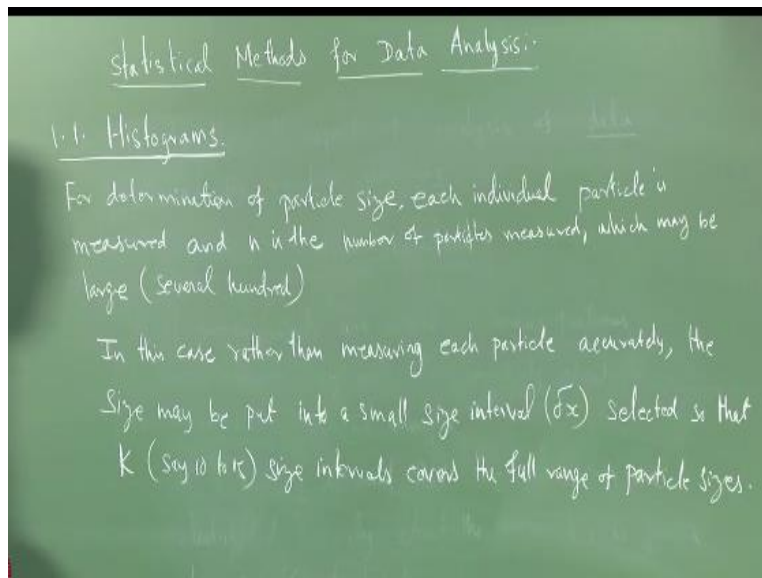 Statistical Methods for Data Analysis:-
1.1. Histograms.
For determination of particle size, each individual particle is
measured and n is the number of particles measured, which may be
large (several hundred)
In this case rather than measuring each particle accurately, the
size may be put into a small size interval (δx) selected so that
K (say 10 to 15) size intervals covers the full range of particle sizes.